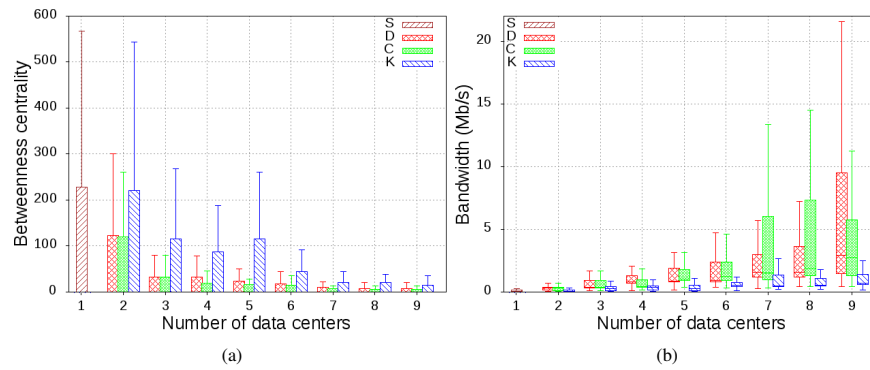 600
500
400
300
200
100
0
Betweenness centrality
S
D
C
K
1 2 3 4 5 6 7 8 9
Number of data centers
(a)
20
15
10
5
0
Bandwidth (Mb/s)
S
D
C
K
1 2 3 4 5 6 7 8 9
Number of data centers
(b)